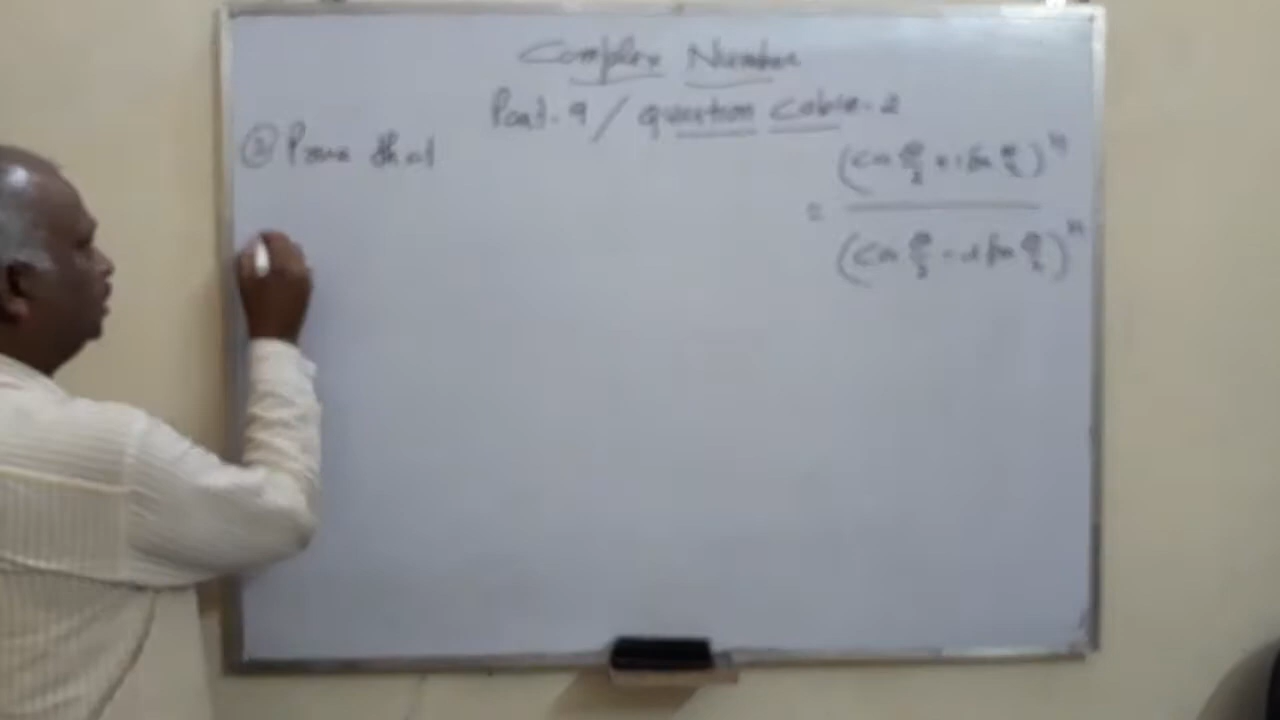 Complex Number
Part-9 / question Cable-2
② Prove that
(cos θ/2 + i sin θ/2)^n
=
(cos θ/2 - i sin θ/2)^n